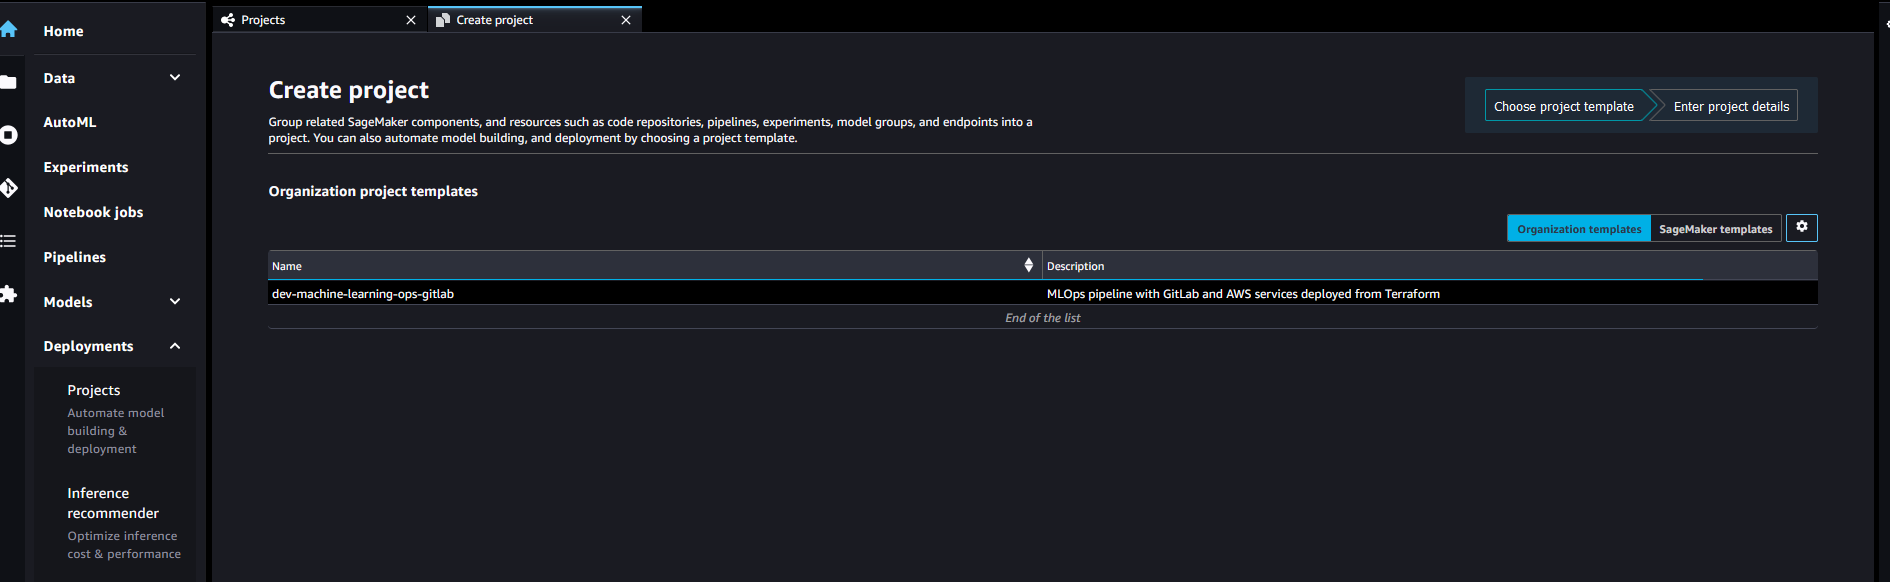 Projects
Create project
Home
Data
AutoML
Experiments
Notebook jobs
Pipelines
Models
Deployments
Projects
Automate model
building &
deployment
Inference
recommender
Optimize inference
cost & performance
Create project
Group related SageMaker components, and resources such as code repositories, pipelines, experiments, model groups, and endpoints into a
project. You can also automate model building, and deployment by choosing a project template.
Choose project template
Enter project details
Organization project templates
Organization templates
SageMaker templates
Name
Description
dev-machine-learning-ops-gitlab
MLOps pipeline with GitLab and AWS services deployed from Terraform
End of the list